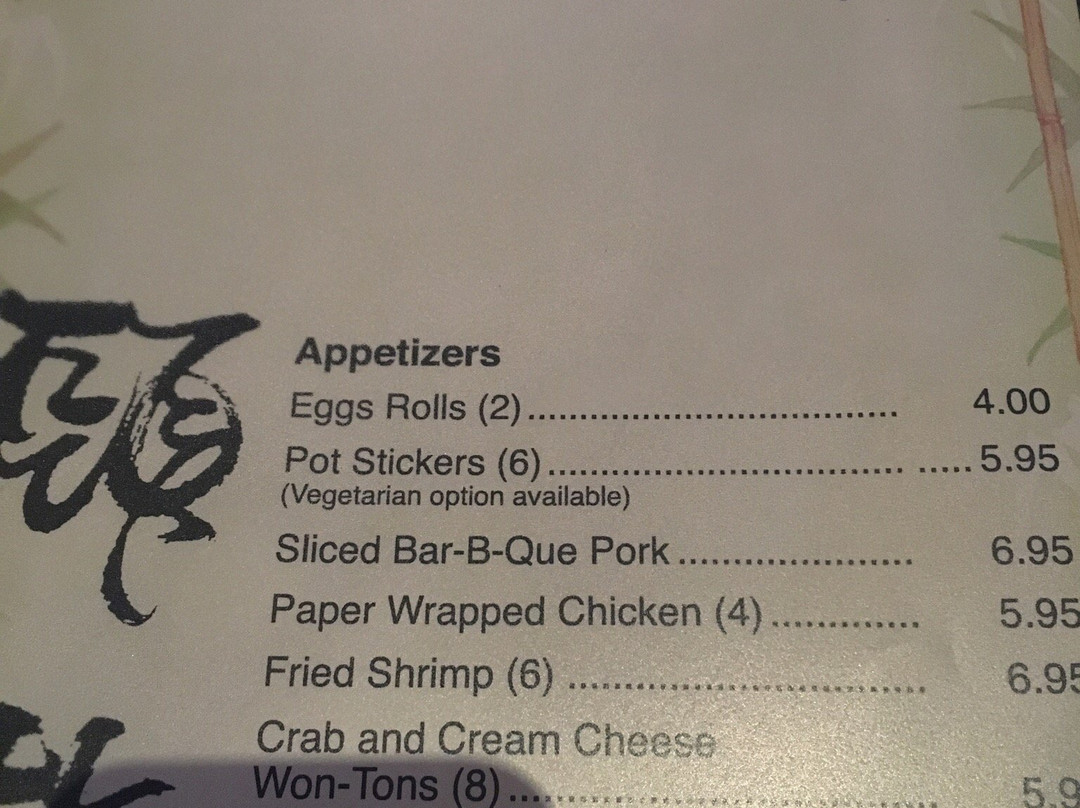 Appetizers
Eggs Rolls (2)..................................... 4.00
Pot Stickers (6)................................... .....5.95
(Vegetarian option available)
Sliced Bar-B-Que Pork...................... 6.95
Paper Wrapped Chicken (4)............. 5.95
Fried Shrimp (6) ................................... 6.95
Crab and Cream Cheese
Won-Tons (8)........................................ 5.9